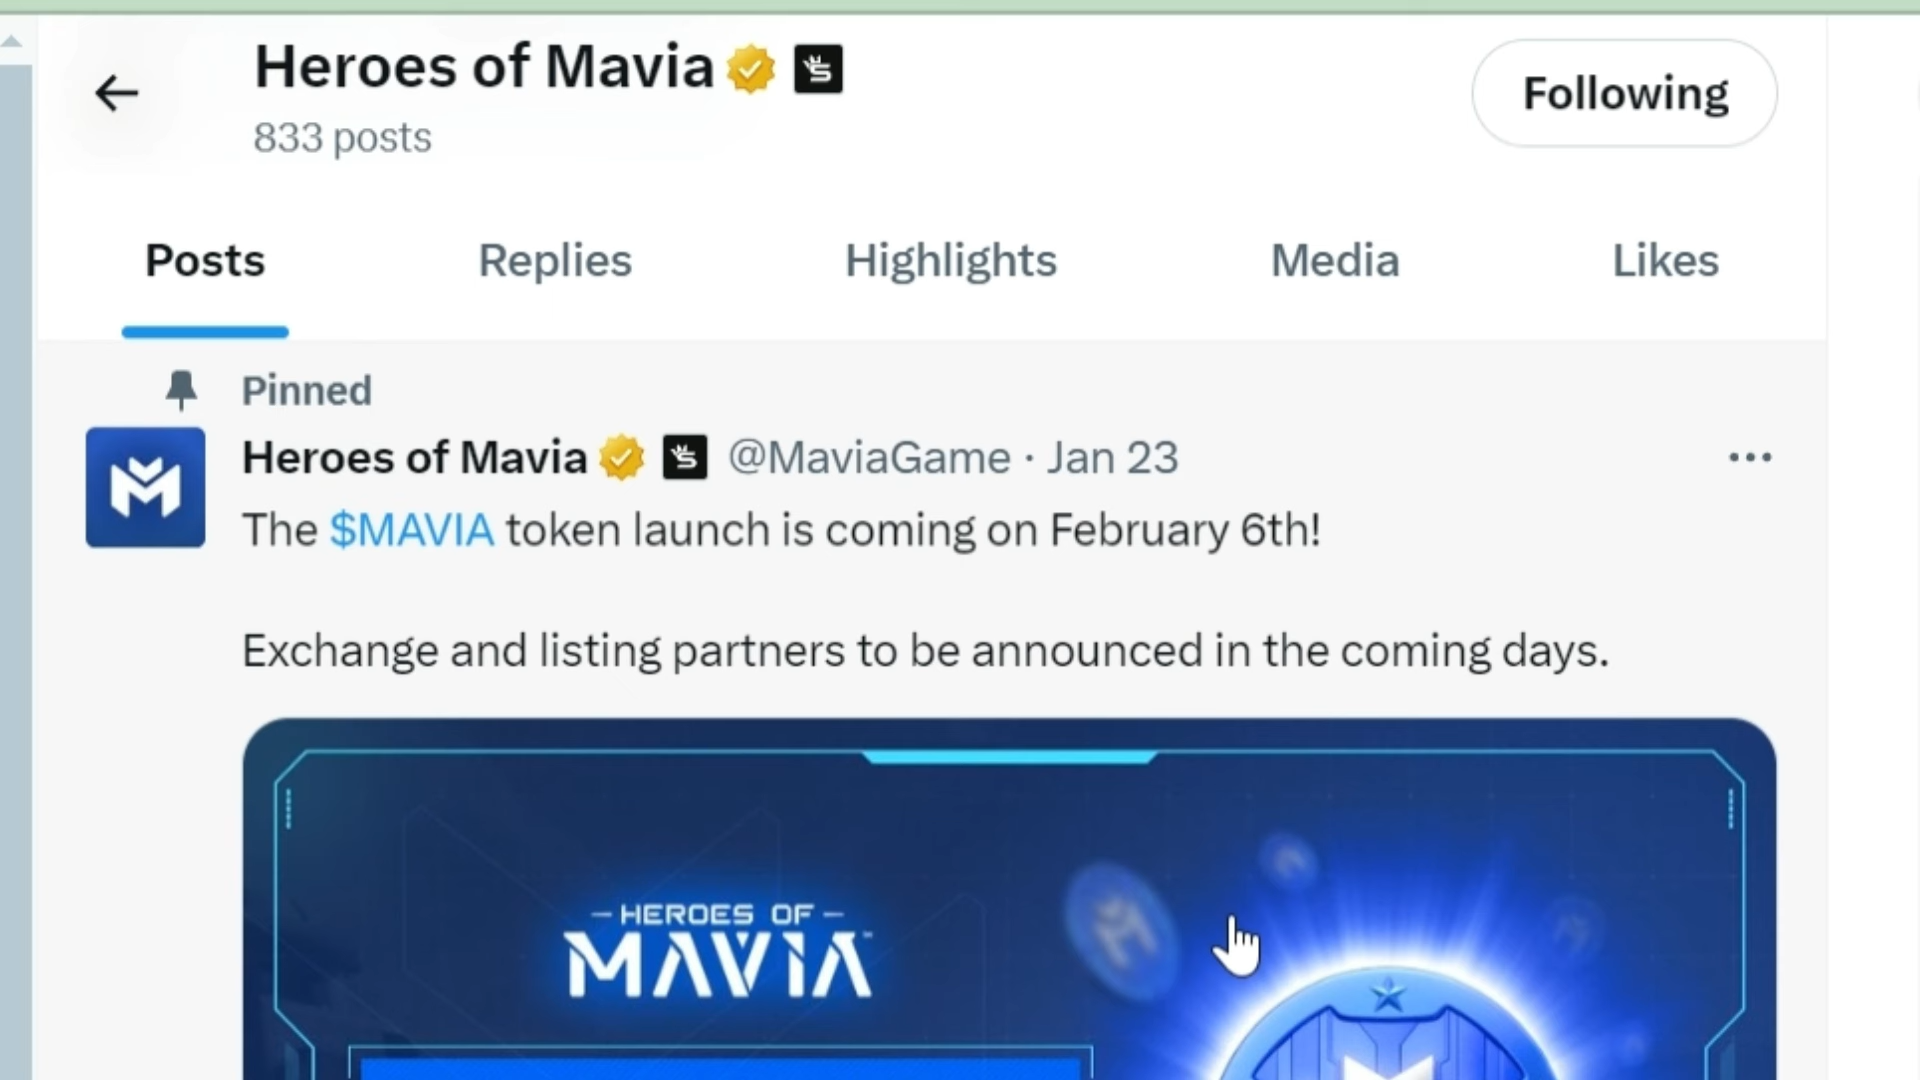 Heroes of Mavia
833 posts
Following
Posts Replies Highlights Media Likes
Pinned
Heroes of Mavia @MaviaGame · Jan 23
The $MAVIA token launch is coming on February 6th!
Exchange and listing partners to be announced in the coming days.
HEROES OF
MAVIA